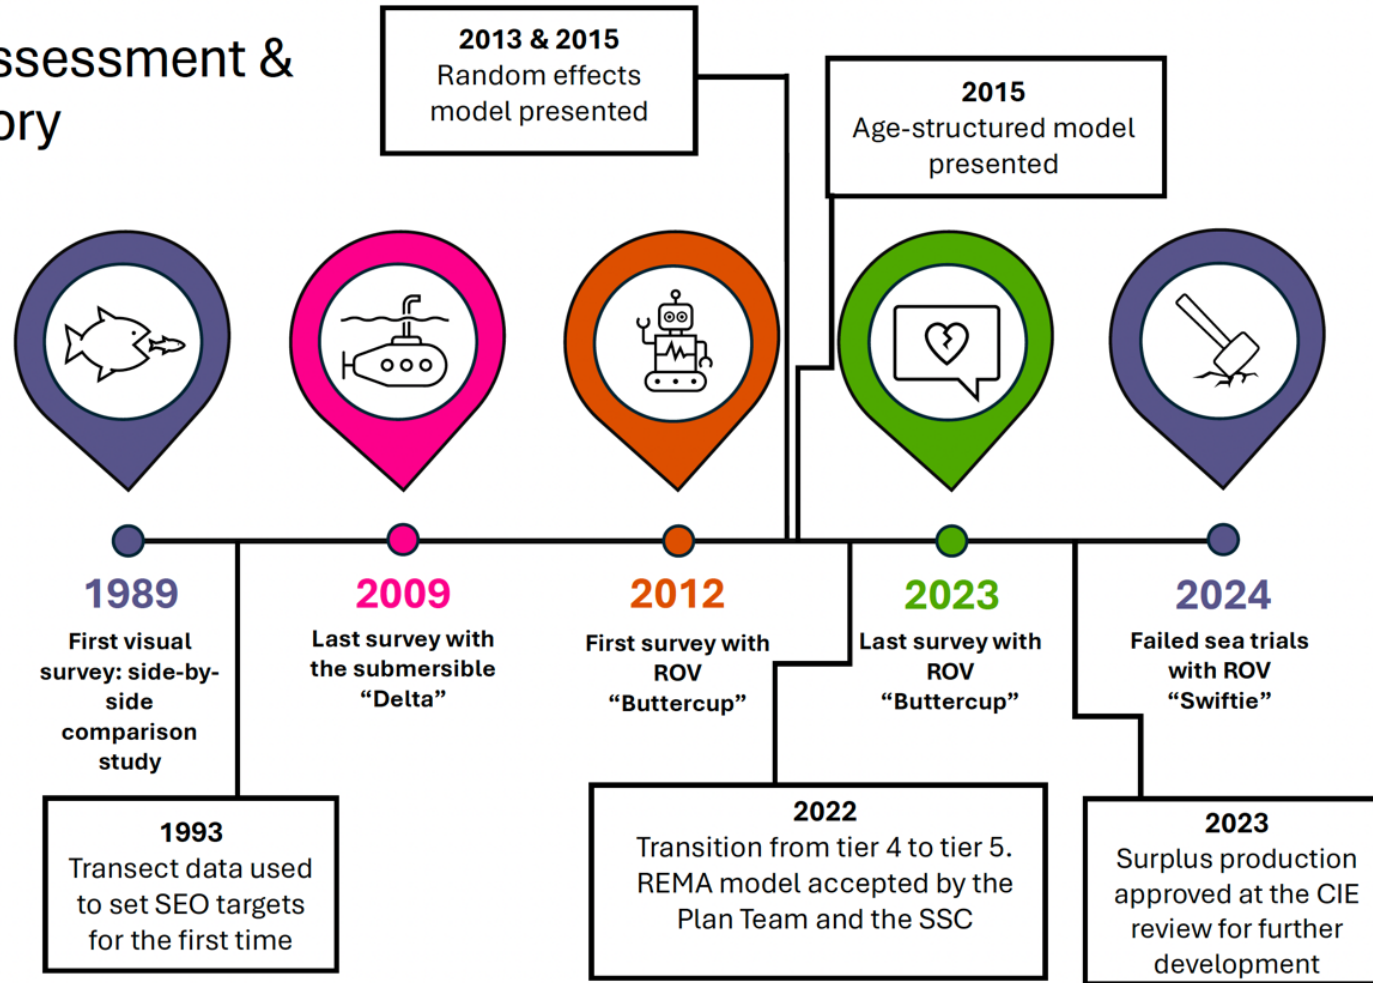 ssessment &
ory
2013 & 2015
Random effects
model presented
2015
Age-structured model
presented
1989
First visual
survey: side-by-
side
comparison
study
2009
Last survey with
the submersible
“Delta”
2012
First survey with
ROV
“Buttercup”
2023
Last survey with
ROV
“Buttercup”
2024
Failed sea trials
with ROV
“Swiftie”
1993
Transect data used
to set SEO targets
for the first time
2022
Transition from tier 4 to tier 5.
REMA model accepted by the
Plan Team and the SSC
2023
Surplus production
approved at the CIE
review for further
development